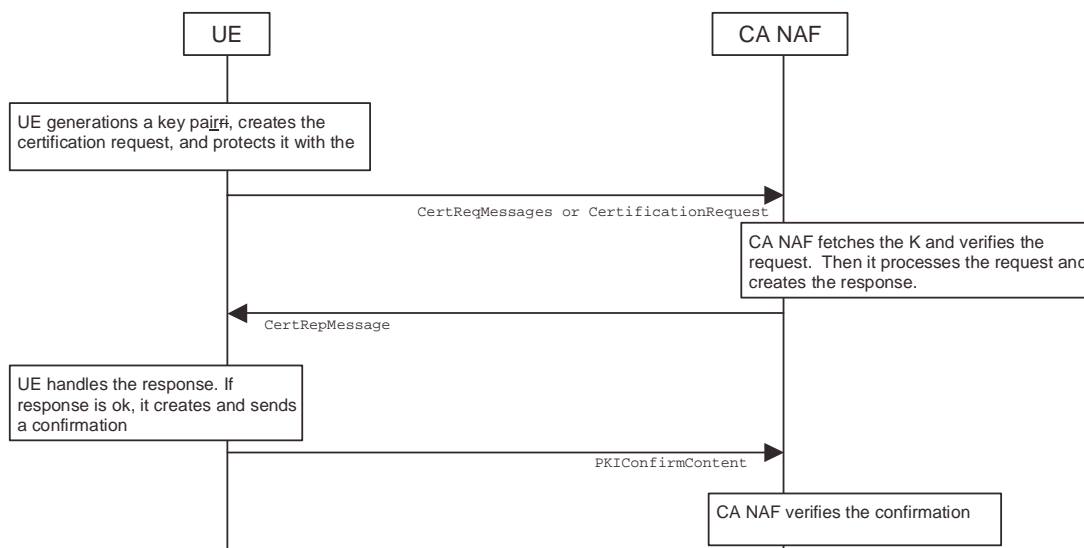 UE
CA NAF
UE generations a key pairri, creates the
certification request, and protects it with the
CertReqMessages or CertificationRequest
CA NAF fetches the K and verifies the
request. Then it processes the request and
creates the response.
CertRepMessage
UE handles the response. If
response is ok, it creates and sends
a confirmation
PKIConfirmContent
CA NAF verifies the confirmation